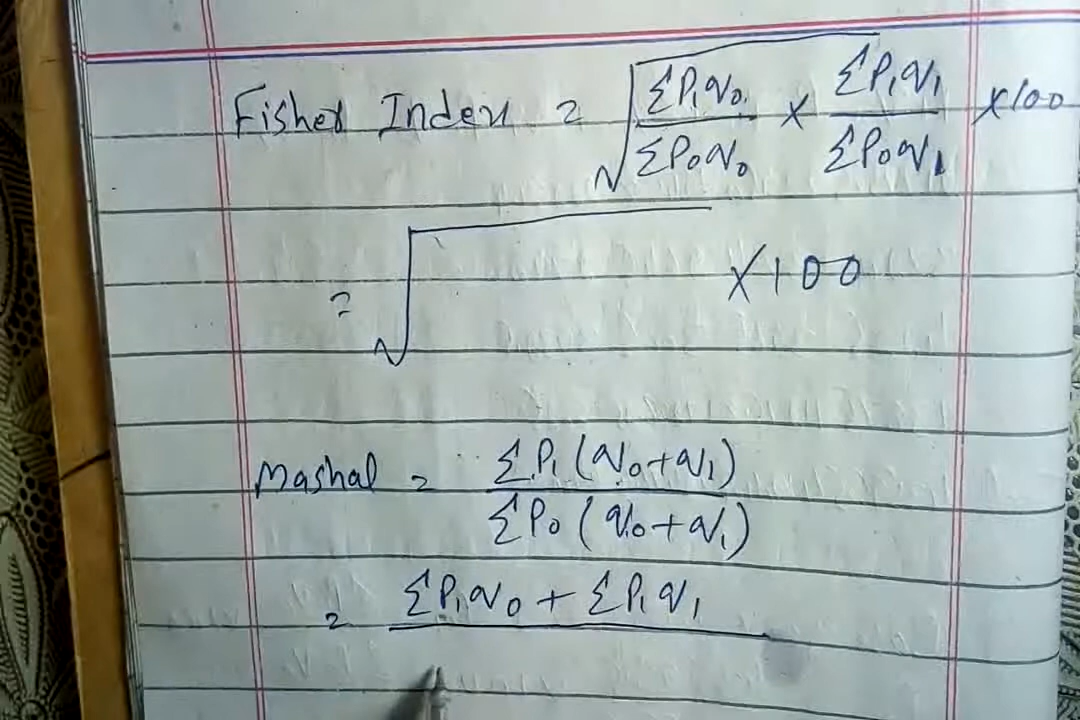 Fisher Index = √ΣP₁q₀/ΣP₀q₀ × ΣP₁q₁/ΣP₀q₁ ×100
= √ ×100
Mashal = ΣP₁(q₀+q₁)/ΣP₀(q₀+q₁)
= ΣP₁q₀ + ΣP₁q₁